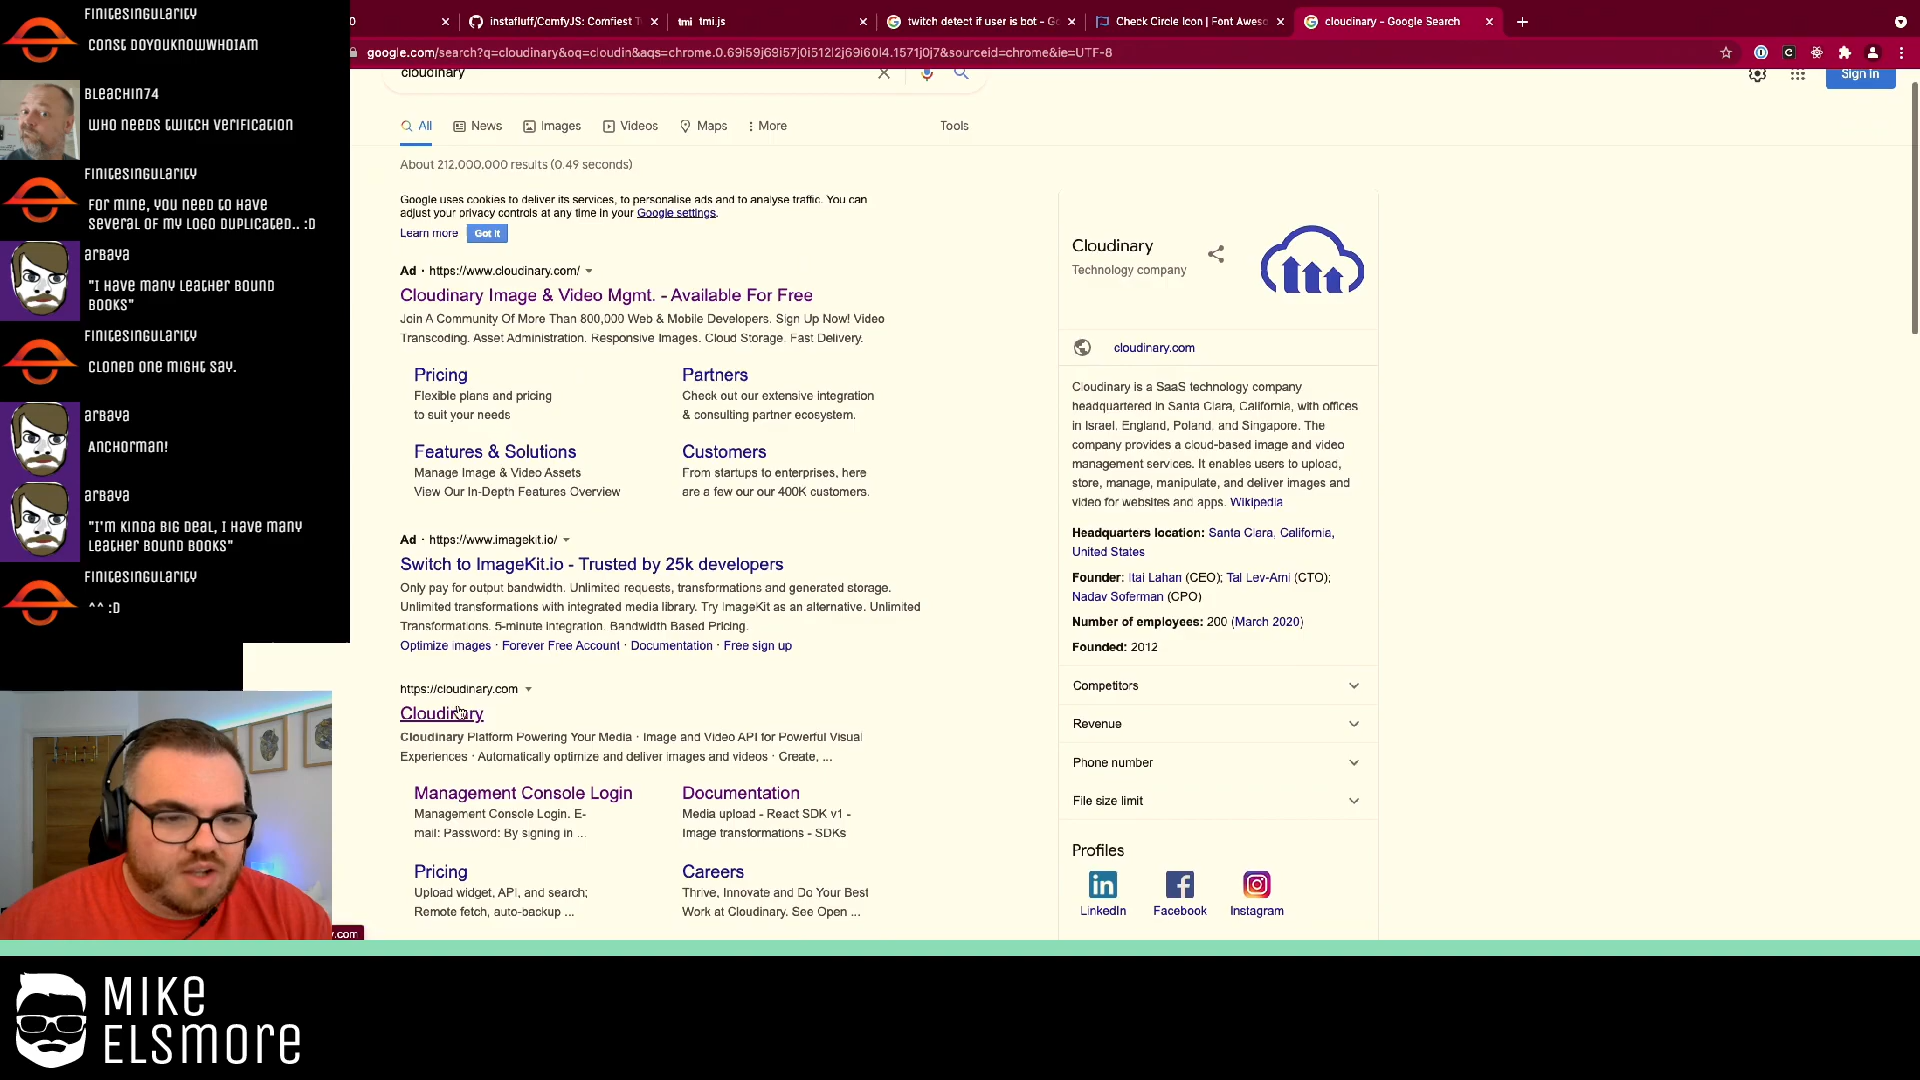 Finitesingularity
const doyouknowwhoiam
Bleachin74
who needs twitch verification
Finitesingularity
For mine, you need to have
several of my logo duplicated.. :D
arbaya
"I have many leather bound
books"
Finitesingularity
Cloned one might say.
arbaya
Anchorman!
arbaya
"I'm kinda big deal, I have many
leather bound books"
Finitesingularity
^^ :D
0
instafluff/ComfyJS: Comfiest T
tmi tmi.js
twitch detect if user is bot - Go
Check Circle Icon | Font Aweso
cloudinary - Google Search
google.com/search?q=cloudinary&oq=cloudin&aqs=chrome.0.69i59j69i57j0i512l2j69i60l4.1571j0j7&sourceid=chrome&ie=UTF-8
cloudinary
Sign in
All
News
Images
Videos
Maps
More
Tools
About 212,000,000 results (0.49 seconds)
Google uses cookies to deliver its services, to personalise ads and to analyse traffic. You can
adjust your privacy controls at any time in your Google settings.
Learn more
Got it
Ad · https://www.cloudinary.com/
Cloudinary Image & Video Mgmt. - Available For Free
Join A Community Of More Than 800,000 Web & Mobile Developers. Sign Up Now! Video
Transcoding. Asset Administration. Responsive Images. Cloud Storage. Fast Delivery.
Pricing
Flexible plans and pricing
to suit your needs
Partners
Check out our extensive integration
& consulting partner ecosystem.
Features & Solutions
Manage Image & Video Assets
View Our In-Depth Features Overview
Customers
From startups to enterprises, here
are a few our our 400K customers.
Ad · https://www.imagekit.io/
Switch to ImageKit.io - Trusted by 25k developers
Only pay for output bandwidth. Unlimited requests, transformations and generated storage.
Unlimited transformations with integrated media library. Try ImageKit as an alternative. Unlimited
Transformations. 5-minute integration. Bandwidth Based Pricing.
Optimize images · Forever Free Account · Documentation · Free sign up
https://cloudinary.com
Cloudinary
Cloudinary Platform Powering Your Media · Image and Video API for Powerful Visual
Experiences · Automatically optimize and deliver images and videos · Create, ...
Management Console Login
Management Console Login. E-
mail: Password: By signing in ...
Documentation
Media upload - React SDK v1 -
Image transformations - SDKs
Pricing
Upload widget, API, and search;
Remote fetch, auto-backup ...
Careers
Thrive, Innovate and Do Your Best
Work at Cloudinary. See Open ...
Cloudinary
Technology company
cloudinary.com
Cloudinary is a SaaS technology company
headquartered in Santa Clara, California, with offices
in Israel, England, Poland, and Singapore. The
company provides a cloud-based image and video
management services. It enables users to upload,
store, manage, manipulate, and deliver images and
video for websites and apps. Wikipedia
Headquarters location: Santa Clara, California,
United States
Founder: Itai Lahan (CEO); Tal Lev-Ami (CTO);
Nadav Soferman (CPO)
Number of employees: 200 (March 2020)
Founded: 2012
Competitors
Revenue
Phone number
File size limit
Profiles
LinkedIn
Facebook
Instagram
y.com
Mike
Elsmore